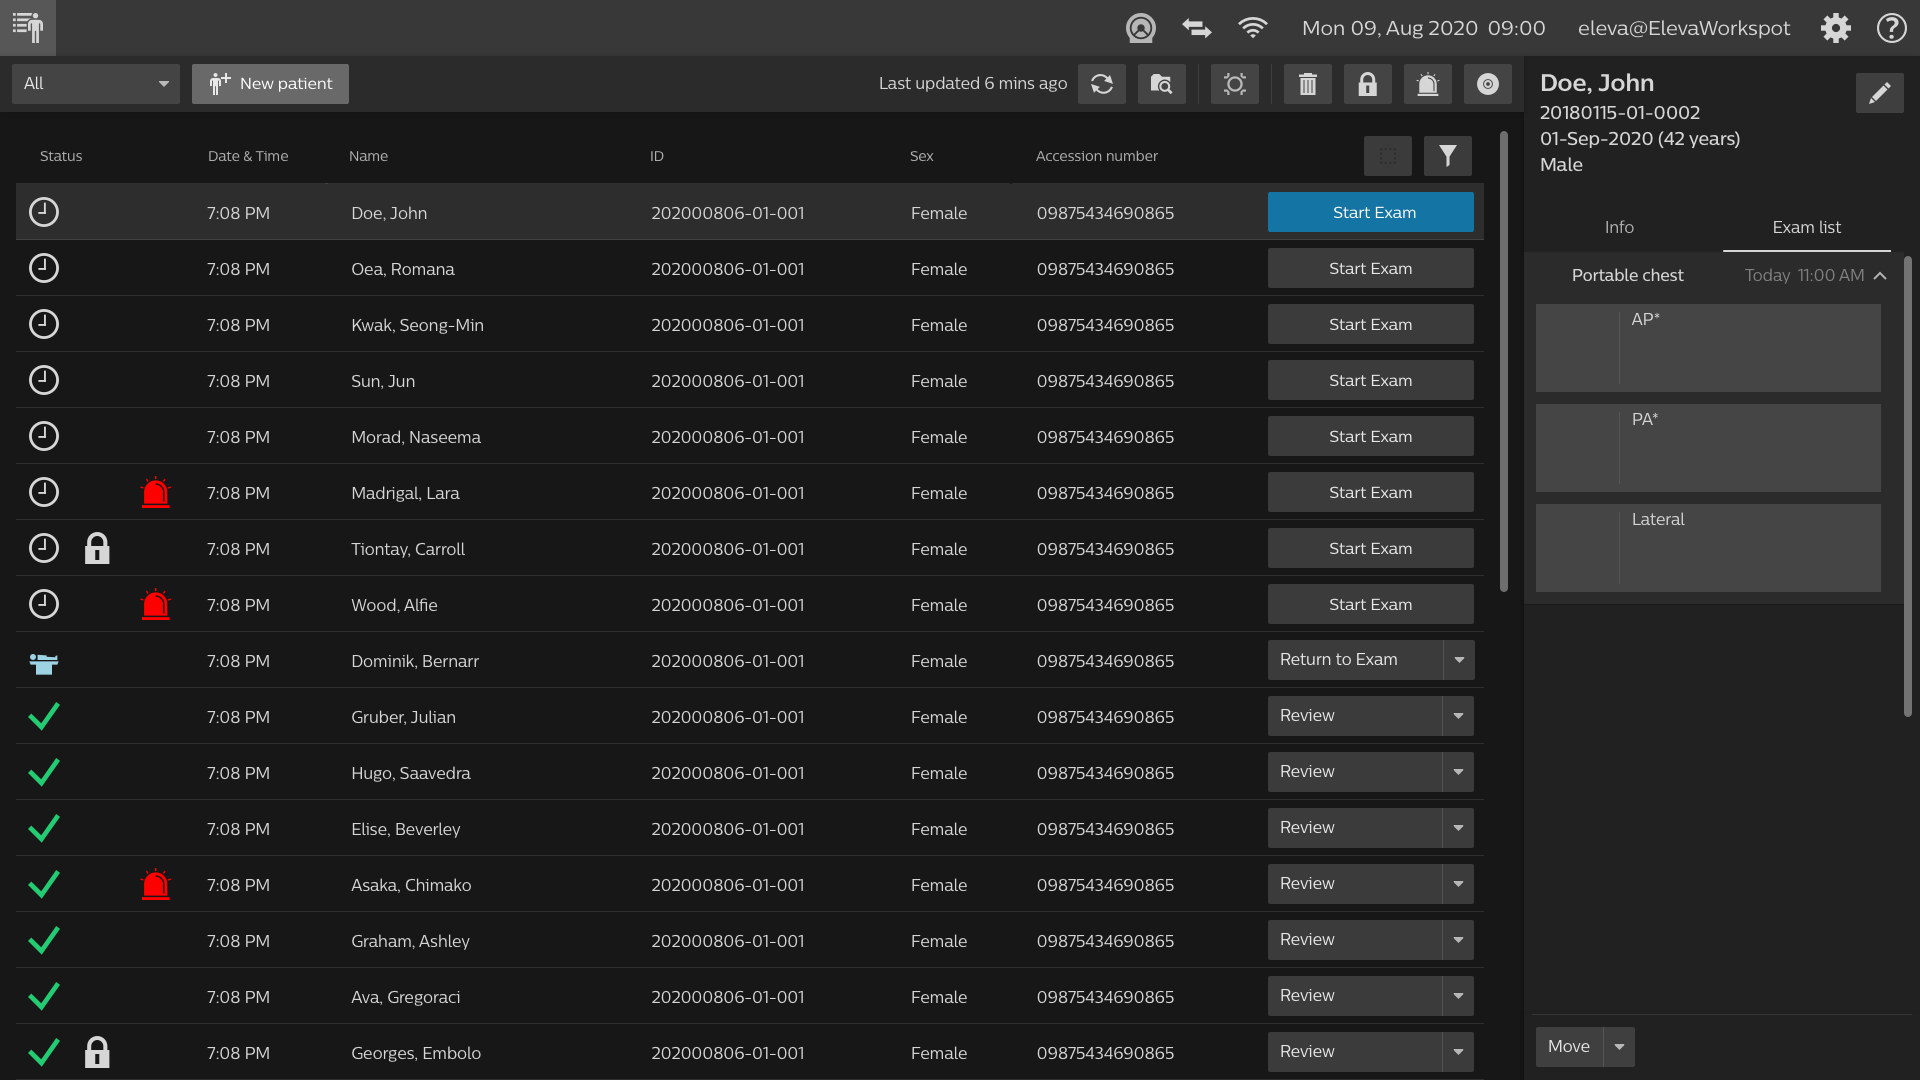 Mon 09, Aug 2020 09:00 eleva@ElevaWorkspot
All New patient Last updated 6 mins ago
Status Date & Time Name ID Sex Accession number
7:08 PM Doe, John 202000806-01-001 Female 09875434690865 Start Exam
7:08 PM Oea, Romana 202000806-01-001 Female 09875434690865 Start Exam
7:08 PM Kwak, Seong-Min 202000806-01-001 Female 09875434690865 Start Exam
7:08 PM Sun, Jun 202000806-01-001 Female 09875434690865 Start Exam
7:08 PM Morad, Naseema 202000806-01-001 Female 09875434690865 Start Exam
7:08 PM Madrigal, Lara 202000806-01-001 Female 09875434690865 Start Exam
7:08 PM Tiontay, Carroll 202000806-01-001 Female 09875434690865 Start Exam
7:08 PM Wood, Alfie 202000806-01-001 Female 09875434690865 Start Exam
7:08 PM Dominik, Bernarr 202000806-01-001 Female 09875434690865 Return to Exam
7:08 PM Gruber, Julian 202000806-01-001 Female 09875434690865 Review
7:08 PM Hugo, Saavedra 202000806-01-001 Female 09875434690865 Review
7:08 PM Elise, Beverley 202000806-01-001 Female 09875434690865 Review
7:08 PM Asaka, Chimako 202000806-01-001 Female 09875434690865 Review
7:08 PM Graham, Ashley 202000806-01-001 Female 09875434690865 Review
7:08 PM Ava, Gregoraci 202000806-01-001 Female 09875434690865 Review
7:08 PM Georges, Embolo 202000806-01-001 Female 09875434690865 Review
Doe, John
20180115-01-0002
01-Sep-2020 (42 years)
Male
Info Exam list
Portable chest Today 11:00 AM
AP*
PA*
Lateral
Move